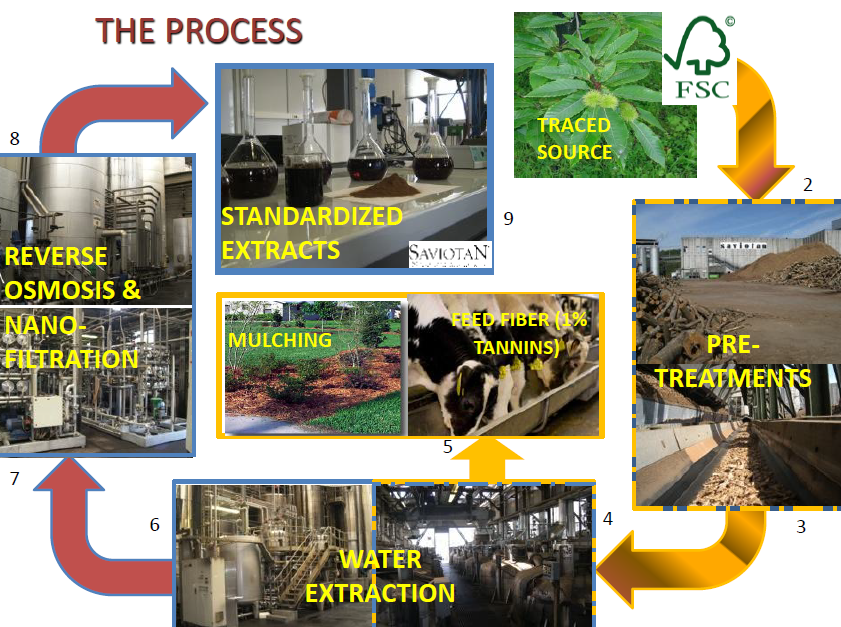 THE PROCESS
©
FSC
TRACED
SOURCE
2
saviotan
PRE-
TREATMENTS
3
4
WATER
EXTRACTION
5
MULCHING
FEED FIBER (1%
TANNINS)
6
7
REVERSE
OSMOSIS &
NANO-
FILTRATION
8
STANDARDIZED
EXTRACTS
SAVIOTAN
9